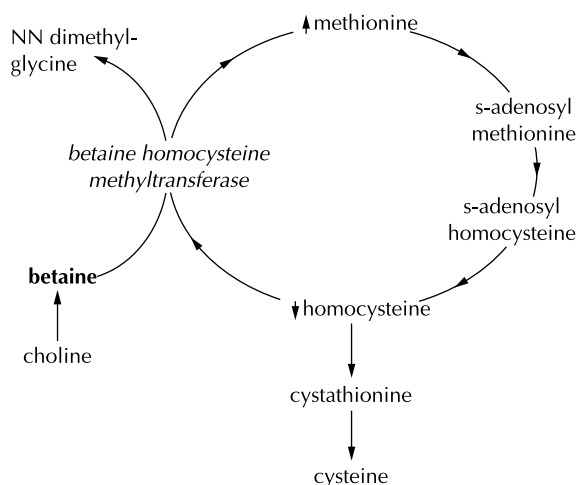 NN dimethyl-
glycine
methionine
s-adenosyl
methionine
betaine homocysteine
methyltransferase
s-adenosyl
homocysteine
betaine
homocysteine
choline
cystathionine
cysteine